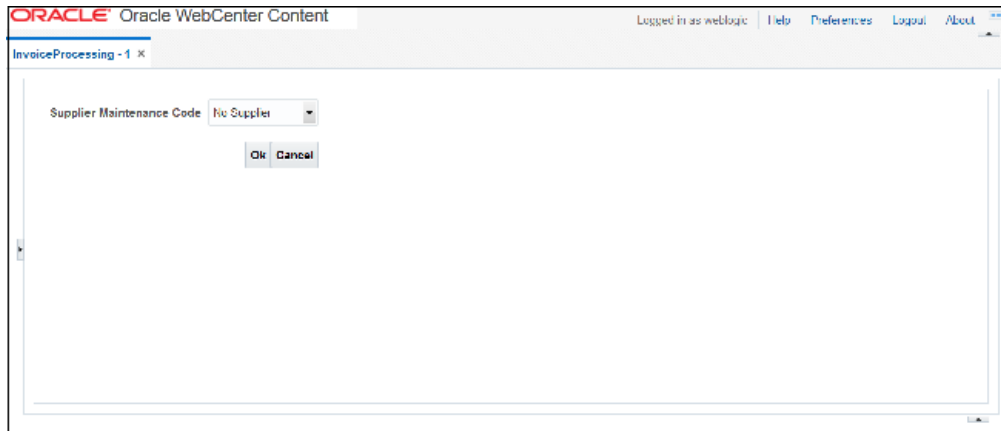 ORACLE Oracle WebCenter Content
Logged in as weblogic Help Preferences Logout About
InvoiceProcessing - 1 ×
Supplier Maintenance Code No Supplier
Ok Cancel